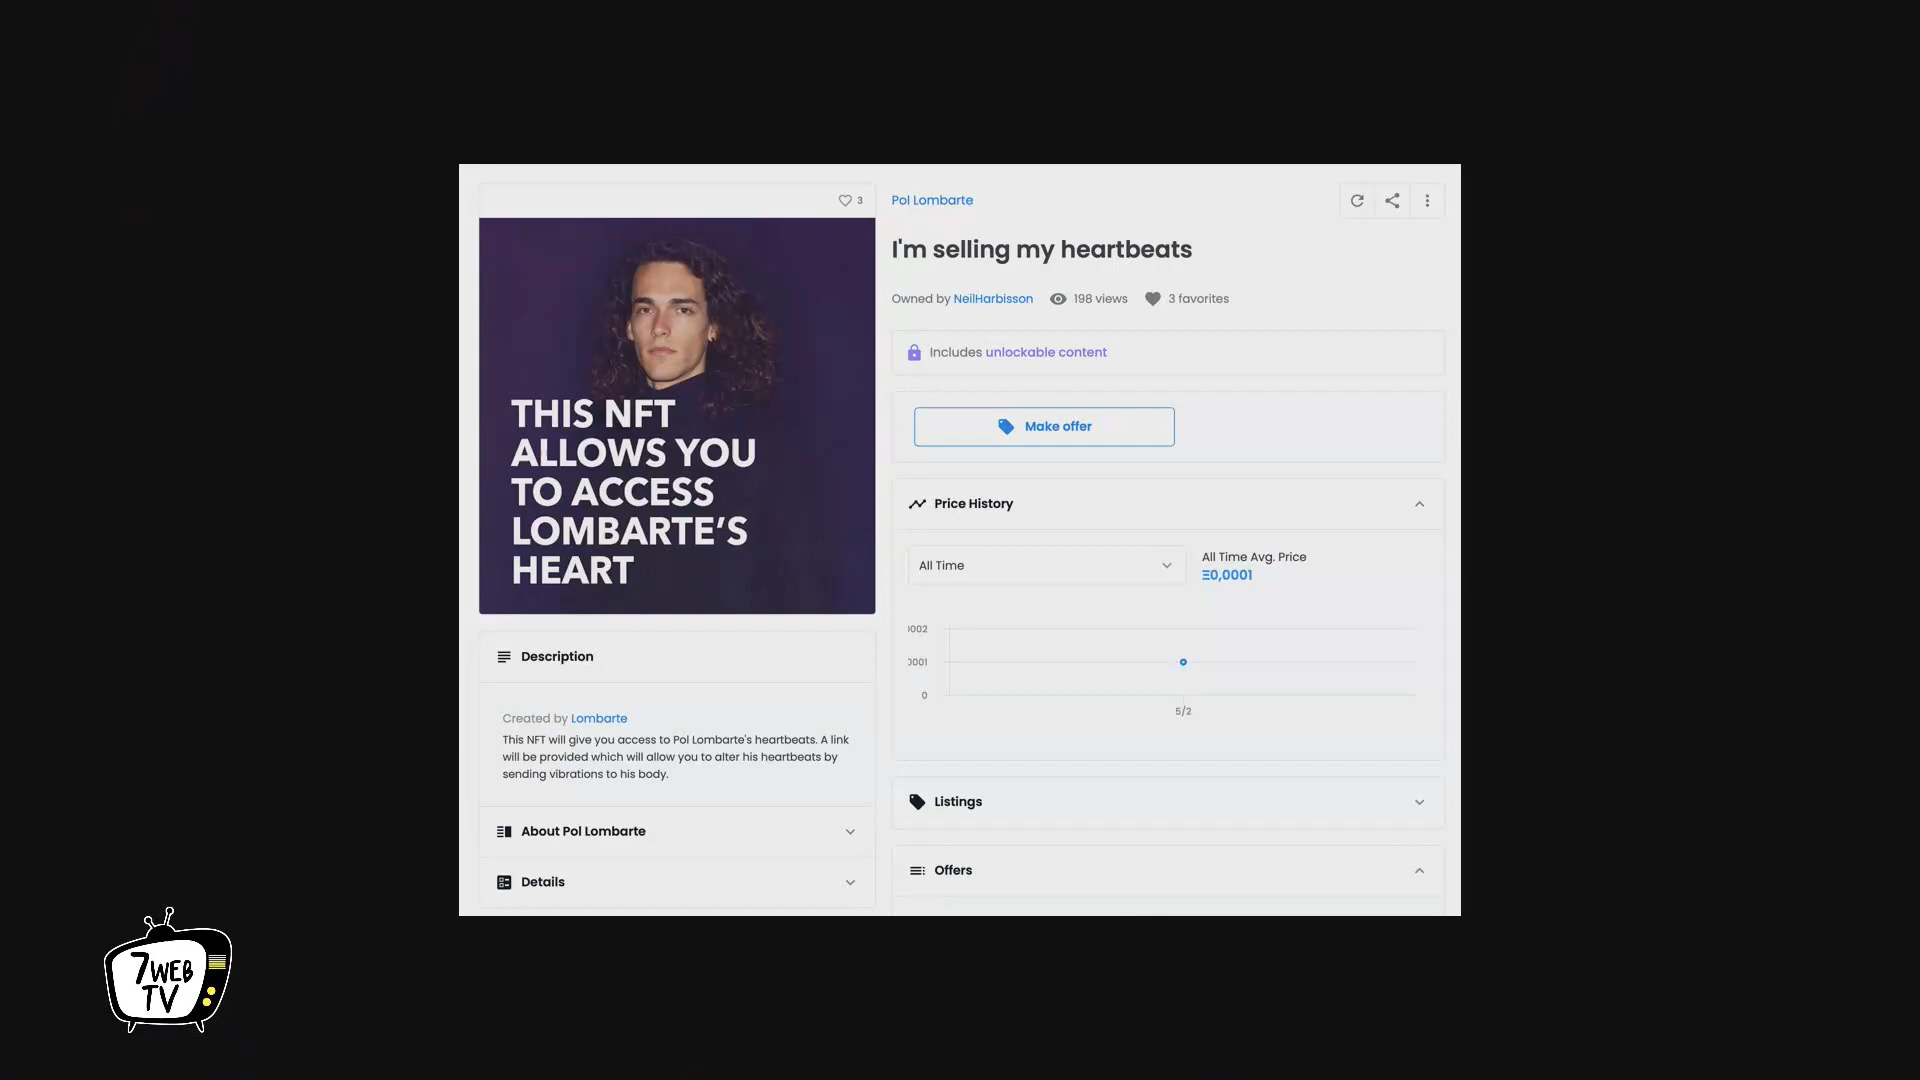 3
THIS NFT
ALLOWS YOU
TO ACCESS
LOMBARTE’S
HEART
Description
Created by Lombarte
This NFT will give you access to Pol Lombarte's heartbeats. A link
will be provided which will allow you to alter his heartbeats by
sending vibrations to his body.
About Pol Lombarte
Details
Pol Lombarte
I'm selling my heartbeats
Owned by NeilHarbisson 198 views 3 favorites
Includes unlockable content
Make offer
Price History
All Time
All Time Avg. Price
Ξ0,0001
0002
0001
0
5/2
Listings
Offers
7WEB
TV